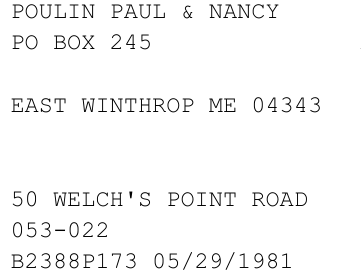 POULIN PAUL & NANCY
PO BOX 245
EAST WINTHROP ME 04343
50 WELCH'S POINT ROAD
053-022
B2388P173 05/29/1981